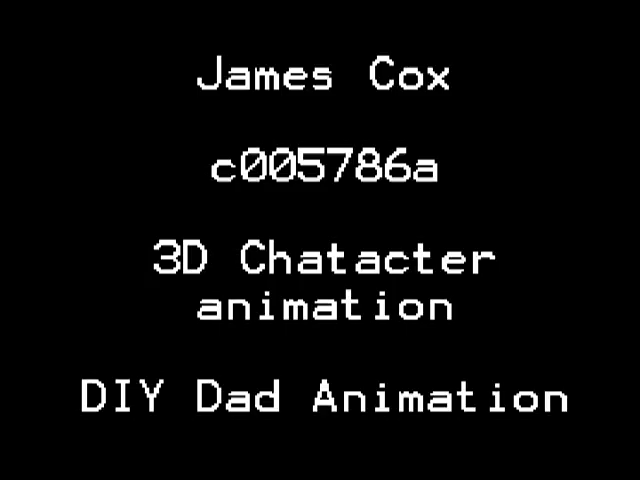 James Cox
c005786a
3D Chatacter
animation
DIY Dad Animation